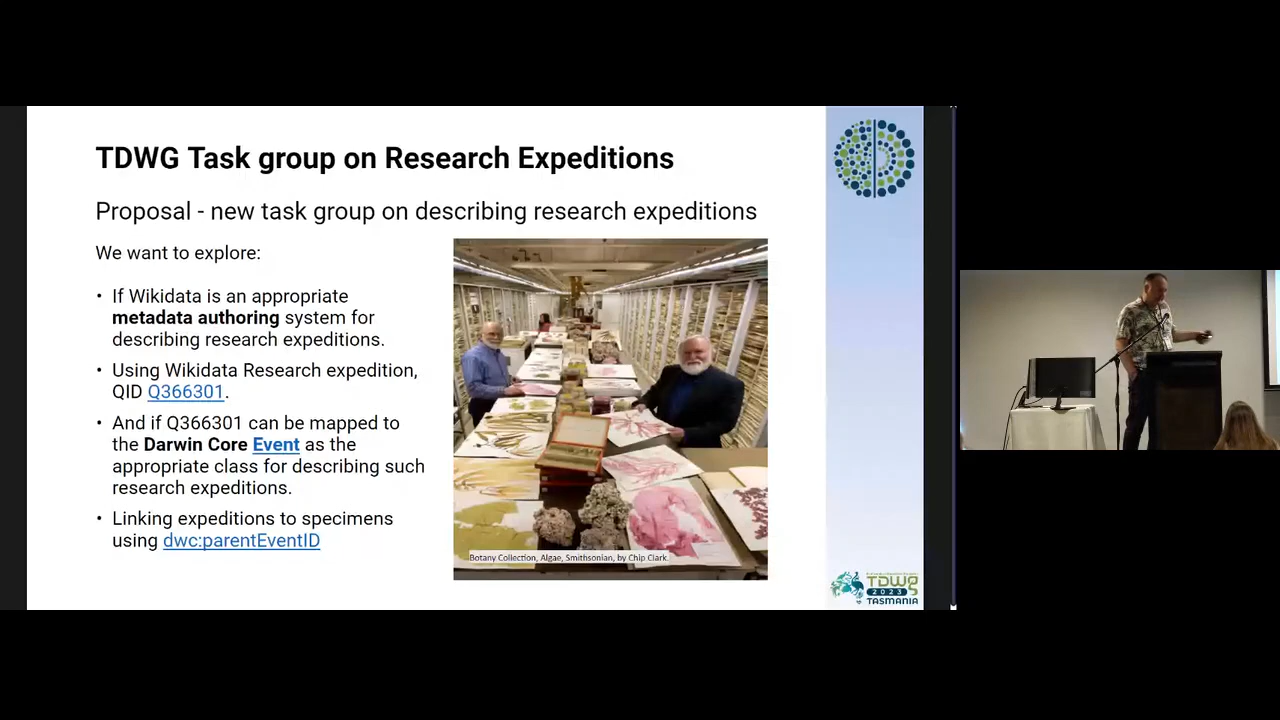 TDWG Task group on Research Expeditions
Proposal - new task group on describing research expeditions
We want to explore:
• If Wikidata is an appropriate
metadata authoring system for
describing research expeditions.
• Using Wikidata Research expedition,
QID Q366301.
• And if Q366301 can be mapped to
the Darwin Core Event as the
appropriate class for describing such
research expeditions.
• Linking expeditions to specimens
using dwc:parentEventID
Botany Collection, Algae, Smithsonian, by Chip Clark.
TDWG
2023
TASMANIA